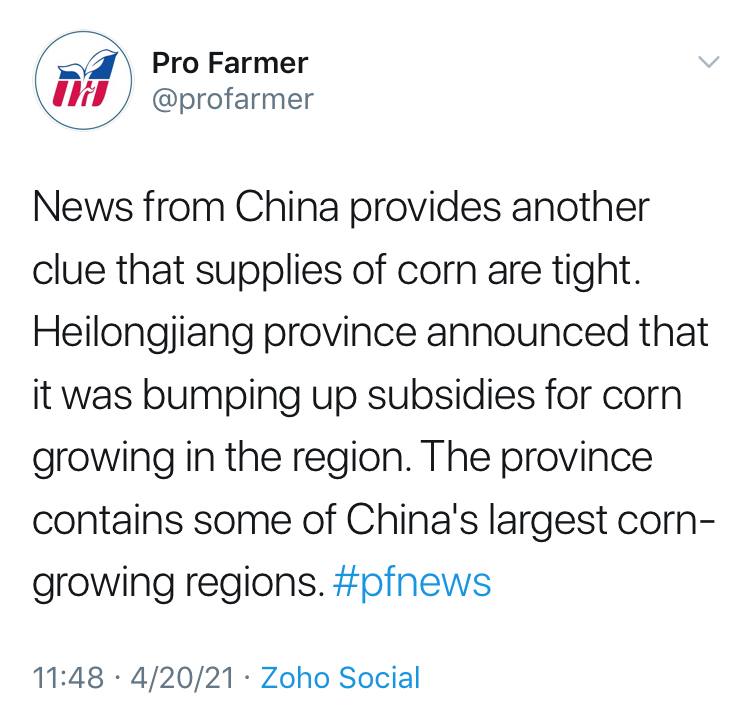 Pro Farmer
@profarmer
News from China provides another
clue that supplies of corn are tight.
Heilongjiang province announced that
it was bumping up subsidies for corn
growing in the region. The province
contains some of China's largest corn-
growing regions. #pfnews
11:48 · 4/20/21 · Zoho Social